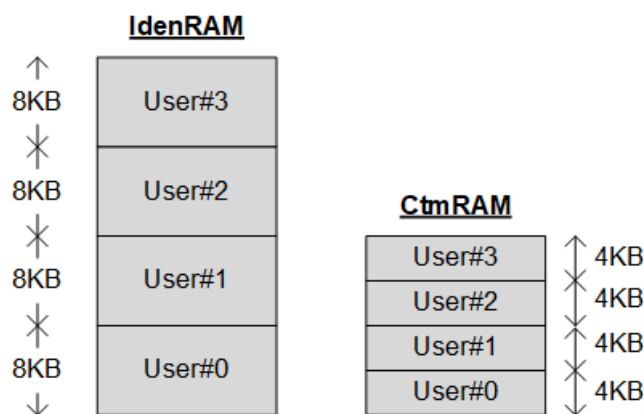 IdenRAM
8KB
User#3
8KB
User#2
8KB
User#1
8KB
User#0
CtmRAM
User#3
4KB
User#2
4KB
User#1
4KB
User#0
4KB